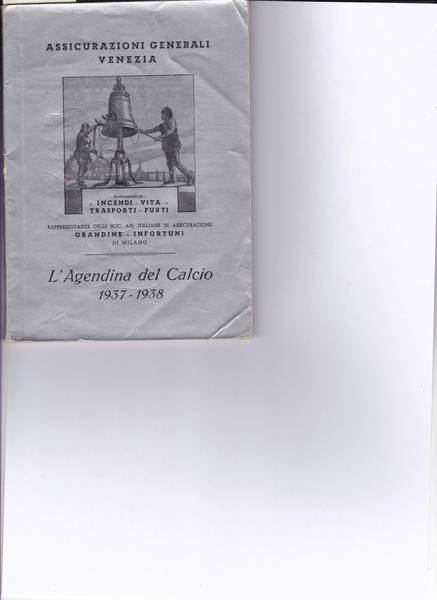 ASSICURAZIONI GENERALI
VENEZIA
ASSICURAZIONI:
- INCENDI - VITA -
TRASPORTI - FURTI
RAPPRESENTANZE DELLE SOC. AN. ITALIANE DI ASSICURAZIONE
GRANDINE - INFORTUNI
DI MILANO
L'Agendina del Calcio
1937 - 1938